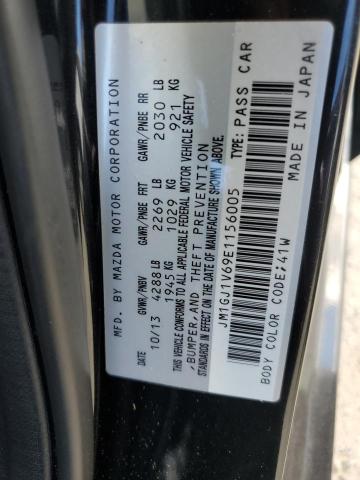 MFD. BY MAZDA MOTOR CORPORATION
DATE GVWR/PNBV GAWR/PNBE FRT GAWR/PNBE RR
10/13 4288 LB 2269 LB 2030 LB
1945 KG 1029 KG 921 KG
THIS VEHICLE CONFORMS TO ALL APPLICABLE FEDERAL MOTOR VEHICLE SAFETY
,BUMPER,AND THEFT PREVENTION
STANDARDS IN EFFECT ON THE DATE OF MANUFACTURE SHOWN ABOVE.
JM1GJ1V69E1156005 TYPE: PASS CAR
BODY COLOR CODE:41W MADE IN JAPAN